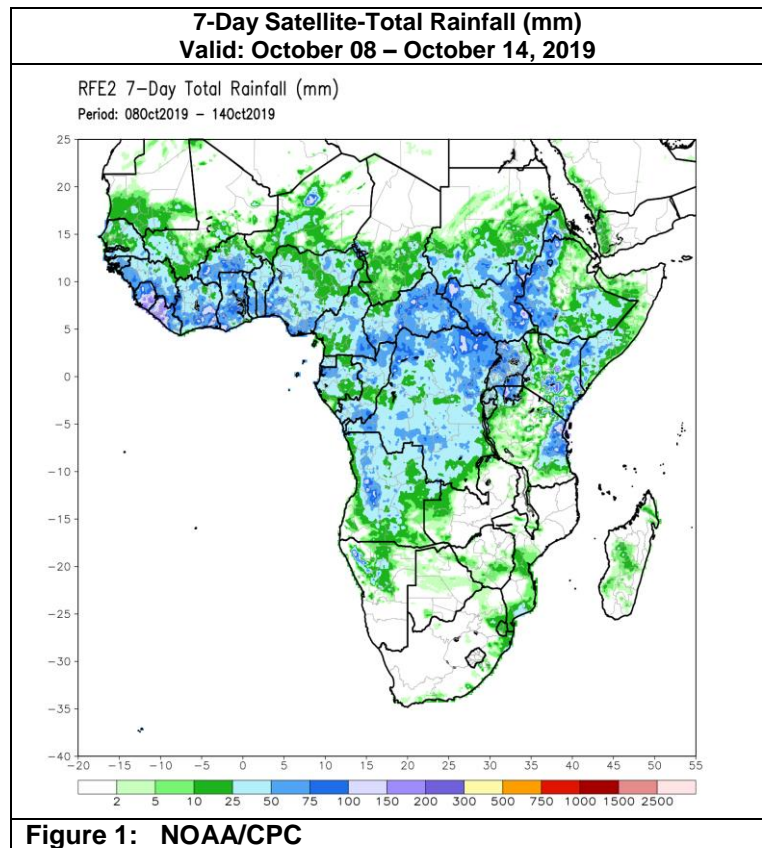 7-Day Satellite-Total Rainfall (mm)
Valid: October 08 – October 14, 2019
RFE2 7-Day Total Rainfall (mm)
Period: 08Oct2019 – 14Oct2019
25
20
15
10
5
0
-5
-10
-15
-20
-25
-30
-35
-40
-20 -15 -10 -5 0 5 10 15 20 25 30 35 40 45 50 55
2 5 10 25 50 75 100 150 200 300 500 750 1000 1500 2500
Figure 1: NOAA/CPC